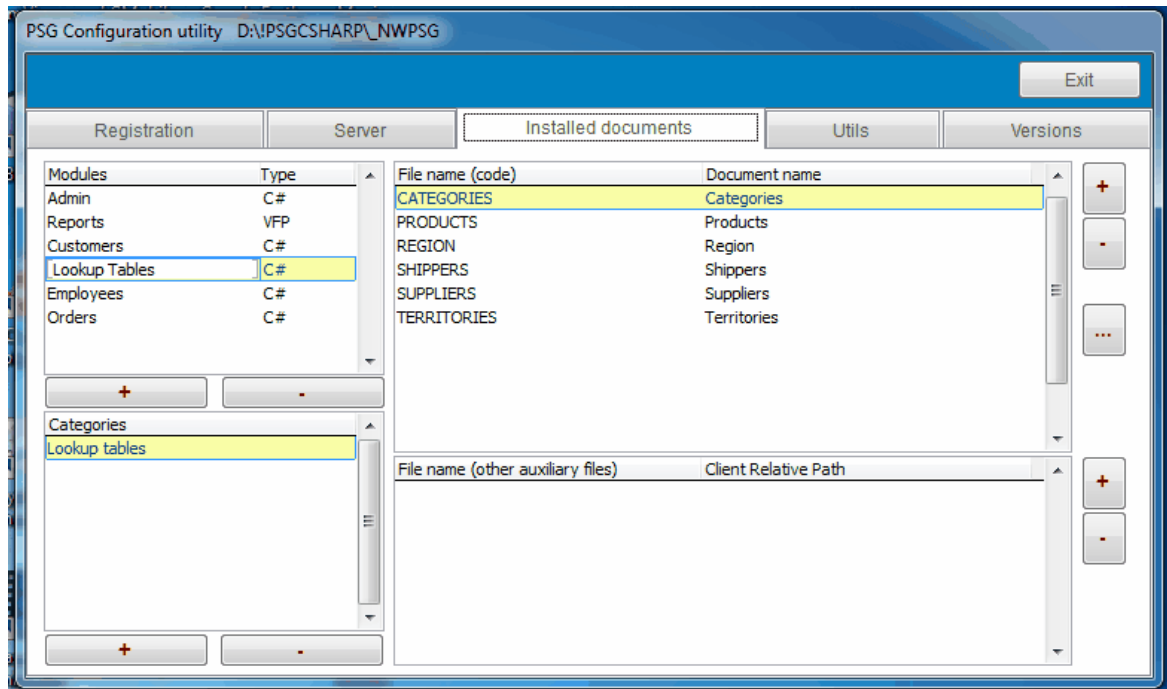 PSG Configuration utility D:\!PSGCSHARP\_NWPSG
Exit
Registration Server Installed documents Utils Versions
Modules Type
Admin C#
Reports VFP
Customers C#
Lookup Tables C#
Employees C#
Orders C#
+ -
Categories
Lookup tables
+ -
File name (code) Document name
CATEGORIES Categories
PRODUCTS Products
REGION Region
SHIPPERS Shippers
SUPPLIERS Suppliers
TERRITORIES Territories
+
-
...
File name (other auxiliary files) Client Relative Path
+
-